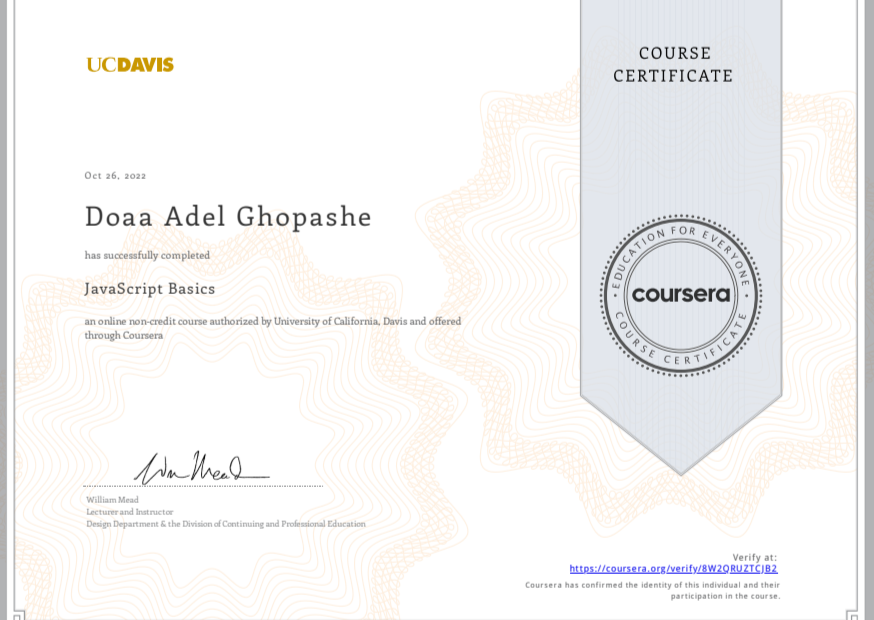 UCDAVIS
COURSE
CERTIFICATE
Oct 26, 2022
Doaa Adel Ghopashe
has successfully completed
JavaScript Basics
an online non-credit course authorized by University of California, Davis and offered
through Coursera
EDUCATION FOR EVERYONE
coursera
COURSE CERTIFICATE
Wm Mead
William Mead
Lecturer and Instructor
Design Department & the Division of Continuing and Professional Education
Verify at:
https://coursera.org/verify/8W2QRUZTCJB2
Coursera has confirmed the identity of this individual and their
participation in the course.